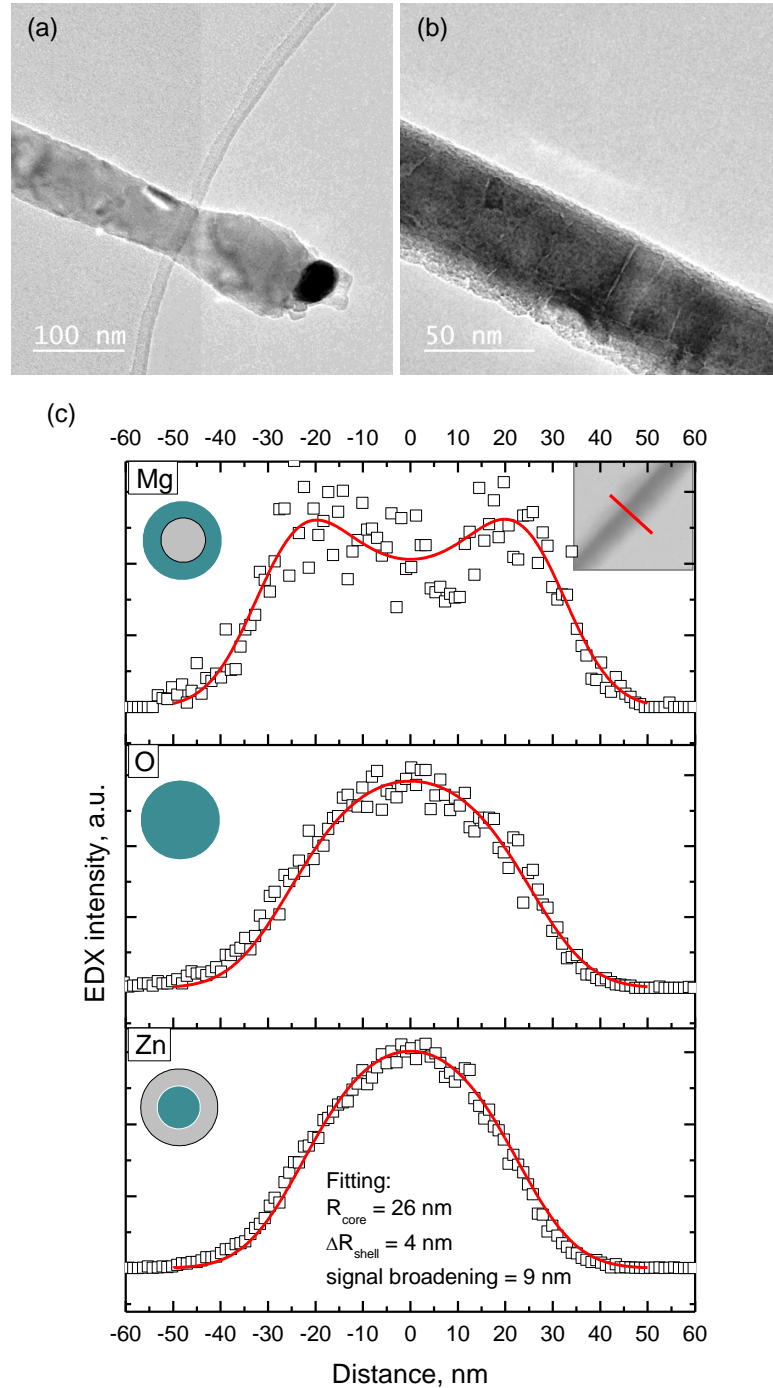 (a)
100 nm
(b)
50 nm
(c)
-60 -50 -40 -30 -20 -10 0 10 20 30 40 50 60
Mg
O
Zn
EDX intensity, a.u.
Fitting:
R_core = 26 nm
ΔR_shell = 4 nm
signal broadening = 9 nm
-60 -50 -40 -30 -20 -10 0 10 20 30 40 50 60
Distance, nm